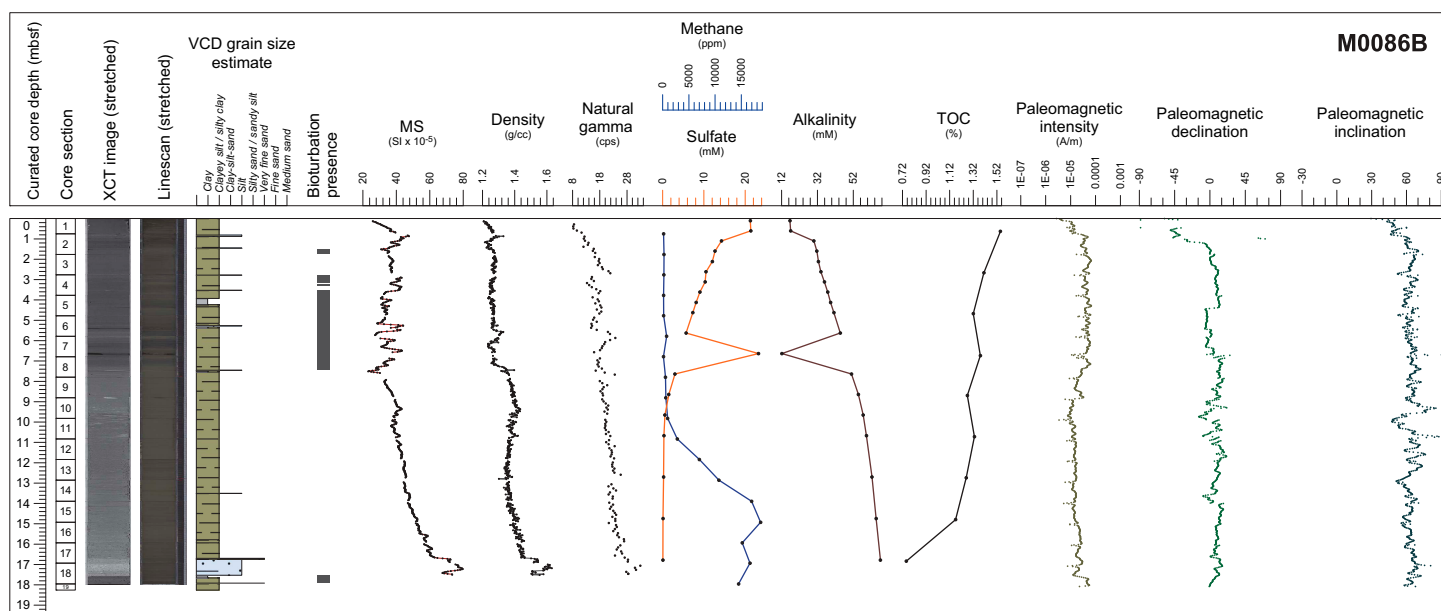 M0086B
Curated core depth (mbsf)
Core section
XCT image (stretched)
Linescan (stretched)
VCD grain size
estimate
Clay
Clayey silt / silty clay
Clay-silt-sand
Silt
Silty sand / sandy silt
Very fine sand
Fine sand
Medium sand
Bioturbation
presence
MS
(SI x 10-5)
20 40 60 80
Density
(g/cc)
1.2 1.4 1.6
Natural
gamma
(cps)
8 18 28
Methane
(ppm)
0 5000 10000 15000
Sulfate
(mM)
0 10 20
Alkalinity
(mM)
12 32 52
TOC
(%)
0.72 0.92 1.12 1.32 1.52
Paleomagnetic
intensity
(A/m)
1E-07 1E-06 1E-05 0.0001 0.001
Paleomagnetic
declination
-90 -45 0 45 90
Paleomagnetic
inclination
-30 0 30 60 90
0
1
2
3
4
5
6
7
8
9
10
11
12
13
14
15
16
17
18
19
1
2
3
4
5
6
7
8
9
10
11
12
13
14
15
16
17
18
19